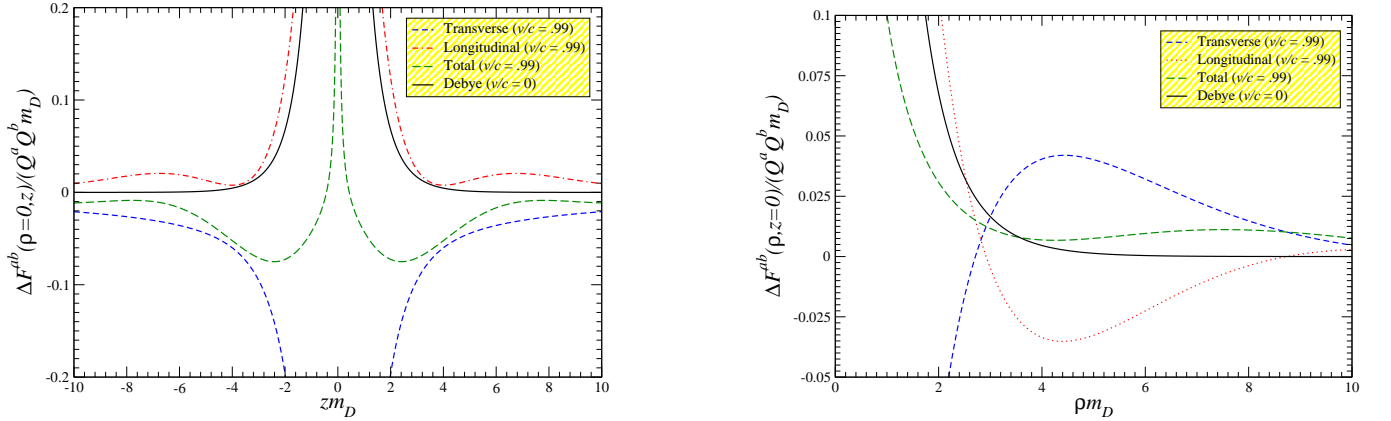 0.2
0.1
0
-0.1
-0.2
ΔF^{ab}(ρ=0,z)/(Q^a Q^b m_D)
Transverse (v/c = .99)
Longitudinal (v/c = .99)
Total (v/c = .99)
Debye (v/c = 0)
-10 -8 -6 -4 -2 0 2 4 6 8 10
zm_D
0.1
0.075
0.05
0.025
0
-0.025
-0.05
ΔF^{ab}(ρ,z=0)/(Q^a Q^b m_D)
Transverse (v/c = .99)
Longitudinal (v/c = .99)
Total (v/c = .99)
Debye (v/c = 0)
0 2 4 6 8 10
ρm_D